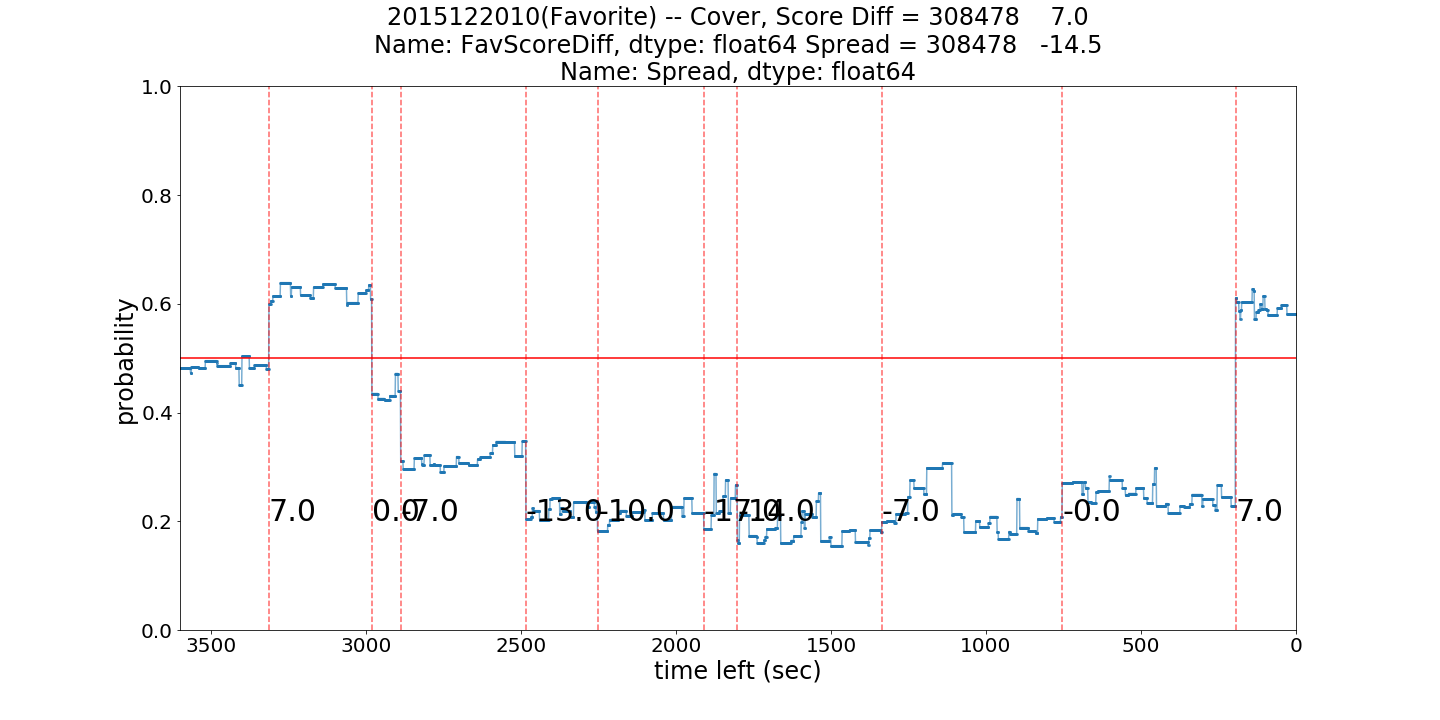 2015122010(Favorite) -- Cover, Score Diff = 308478    7.0
Name: FavScoreDiff, dtype: float64 Spread = 308478   -14.5
Name: Spread, dtype: float64
1.0
0.8
0.6
0.4
0.2
0.0
probability
7.0 0.0 -7.0 -13.0 -10.0 -17.0 -14.0 -7.0 -0.0 7.0
3500 3000 2500 2000 1500 1000 500 0
time left (sec)